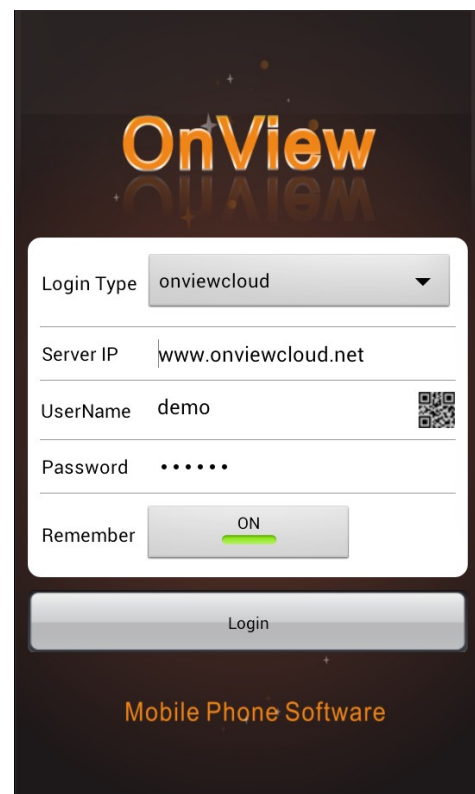 OnView
Login Type onviewcloud
Server IP www.onviewcloud.net
UserName demo
Password ••••••
Remember ON
Login
Mobile Phone Software